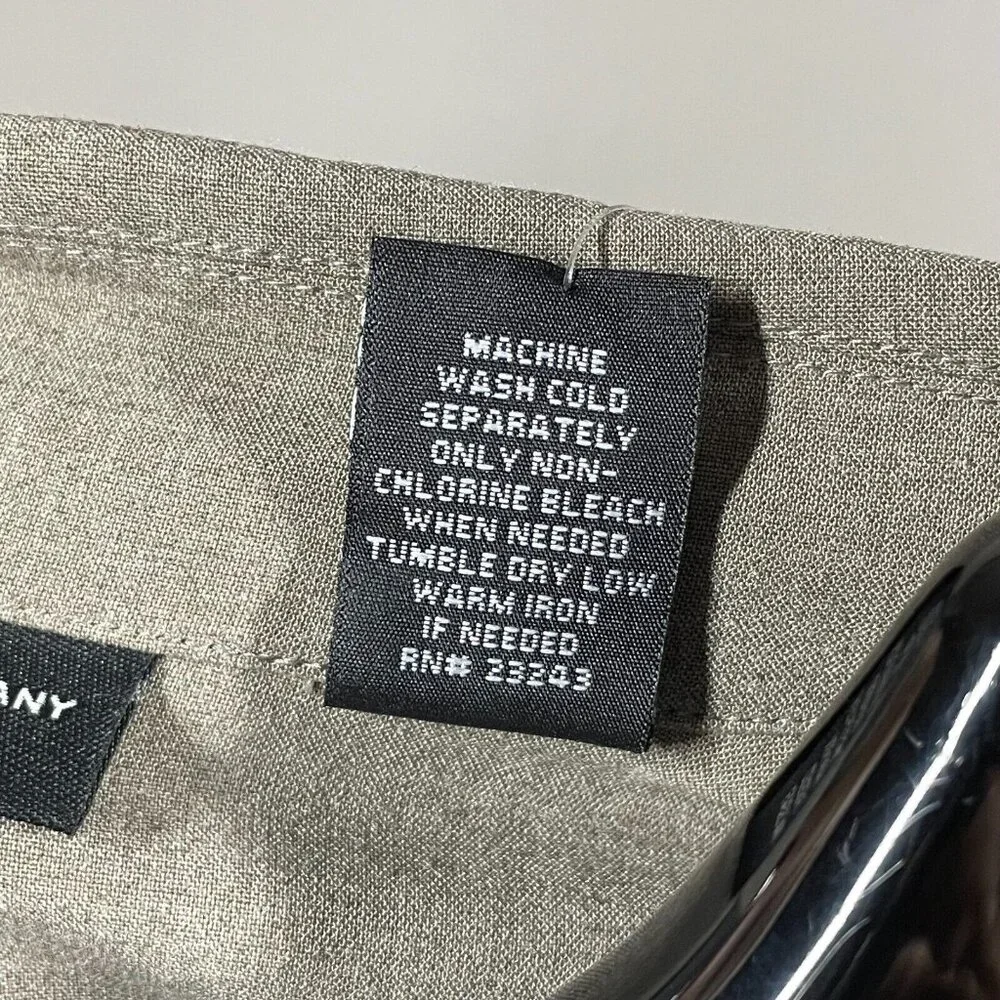 MACHINE
WASH COLD
SEPARATELY
ONLY NON-
CHLORINE BLEACH
WHEN NEEDED
TUMBLE DRY LOW
WARM IRON
IF NEEDED
RN# 23243
ANY